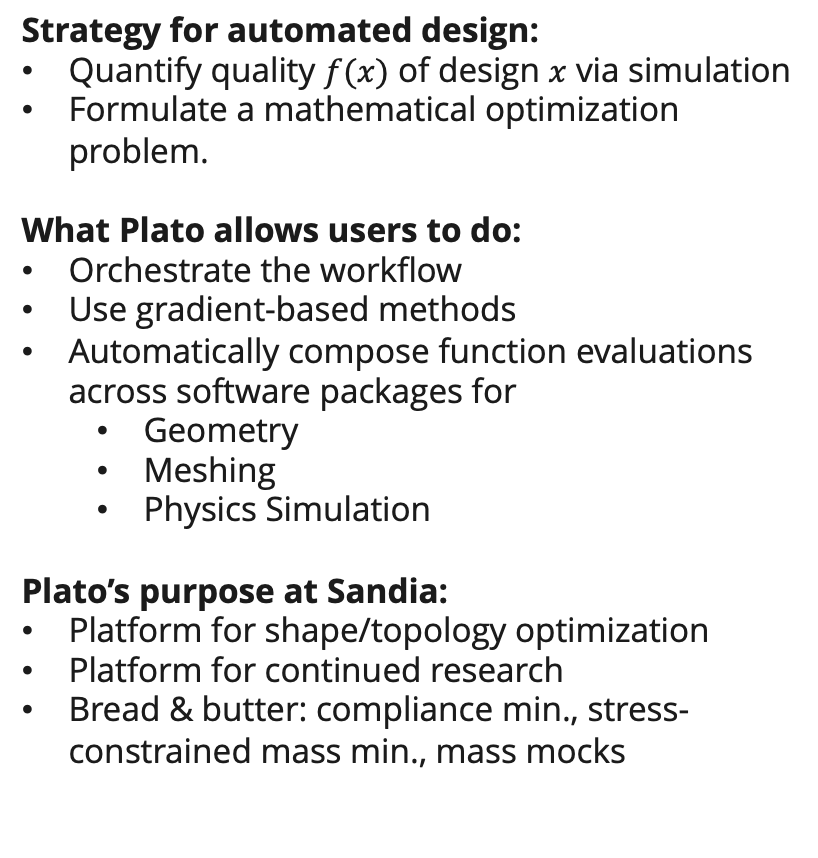 Strategy for automated design:
• Quantify quality f(x) of design x via simulation
• Formulate a mathematical optimization
problem.
What Plato allows users to do:
• Orchestrate the workflow
• Use gradient-based methods
• Automatically compose function evaluations
across software packages for
• Geometry
• Meshing
• Physics Simulation
Plato’s purpose at Sandia:
• Platform for shape/topology optimization
• Platform for continued research
• Bread & butter: compliance min., stress-
constrained mass min., mass mocks